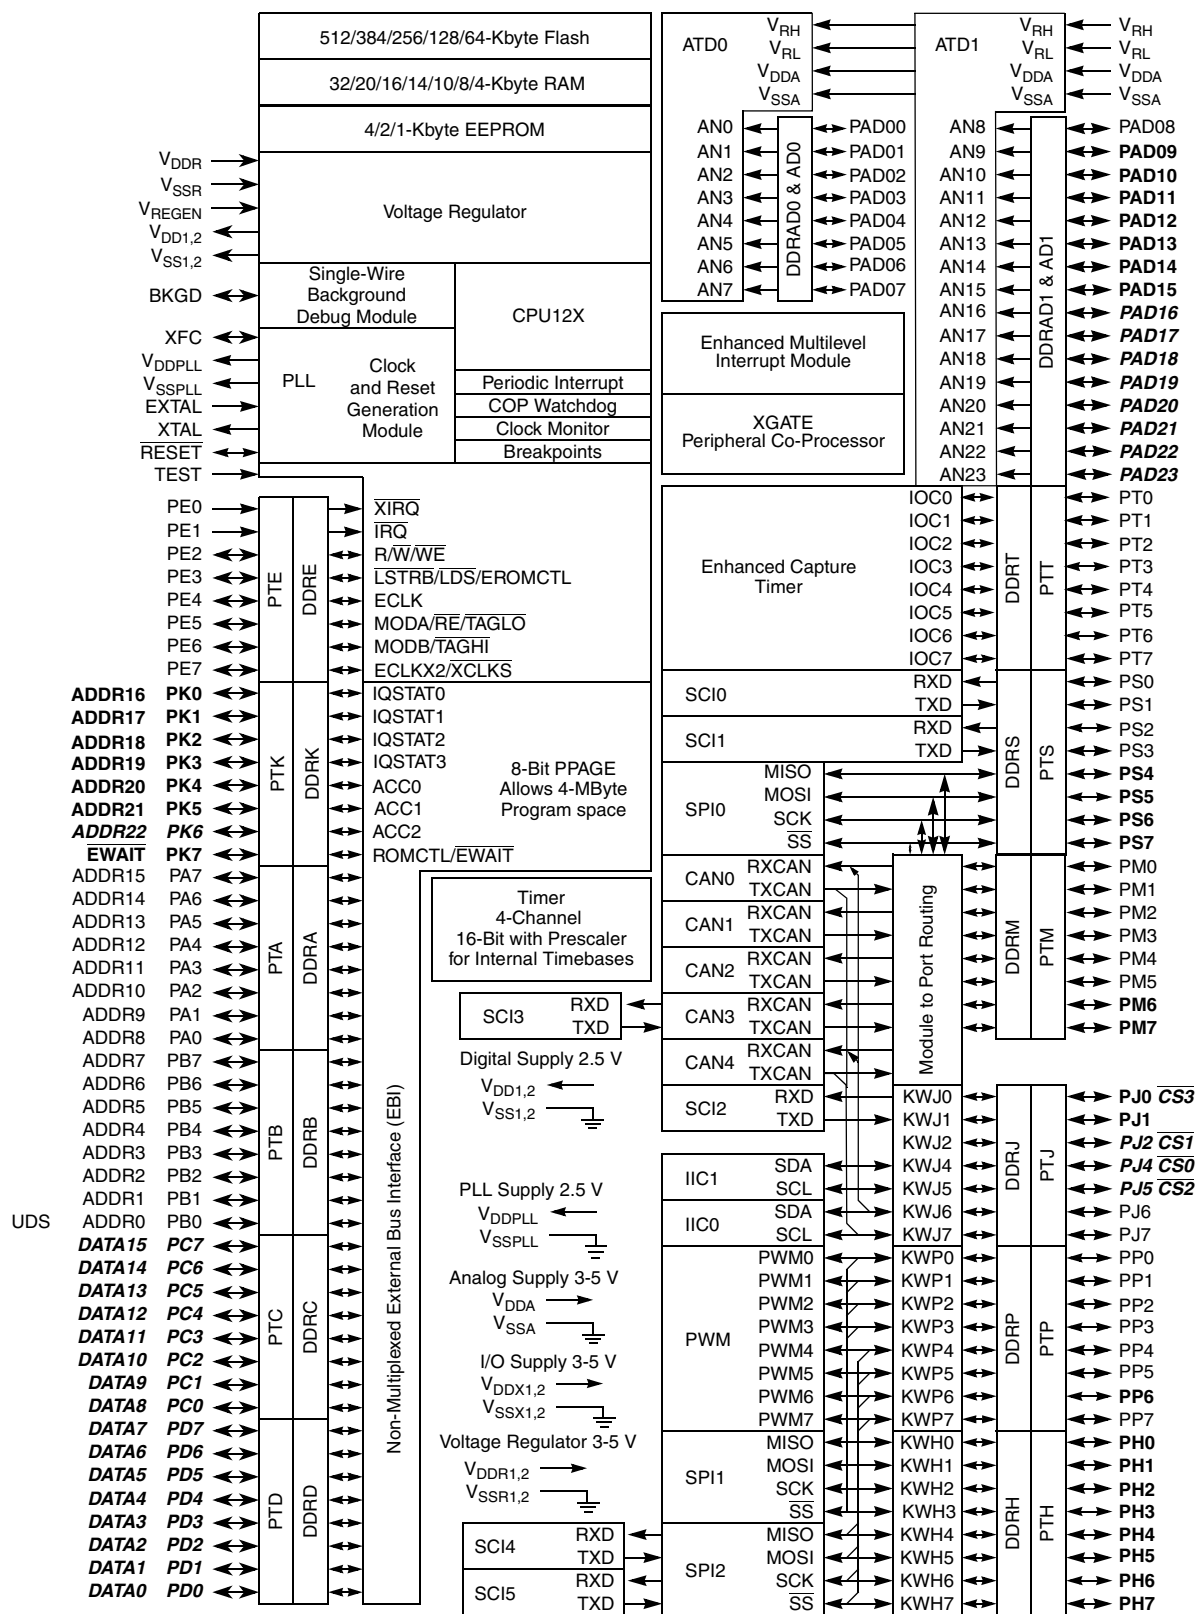 512/384/256/128/64-Kbyte Flash
32/20/16/14/10/8/4-Kbyte RAM
4/2/1-Kbyte EEPROM
VDDR
VSSR
VREGEN
VDD1,2
VSS1,2
Voltage Regulator
BKGD
Single-Wire
Background
Debug Module
CPU12X
XFC
VDDPLL
VSSPLL
EXTAL
XTAL
RESET
TEST
PLL
Clock
and Reset
Generation
Module
Periodic Interrupt
COP Watchdog
Clock Monitor
Breakpoints
PE0
PE1
PE2
PE3
PE4
PE5
PE6
PE7
PTE
DDRE
XIRQ
IRQ
R/W/WE
LSTRB/LDS/EROMCTL
ECLK
MODA/RE/TAGLO
MODB/TAGHI
ECLKX2/XCLKS
ADDR16 PK0
ADDR17 PK1
ADDR18 PK2
ADDR19 PK3
ADDR20 PK4
ADDR21 PK5
ADDR22 PK6
EWAIT PK7
PTK
DDRK
IQSTAT0
IQSTAT1
IQSTAT2
IQSTAT3
ACC0
ACC1
ACC2
ROMCTL/EWAIT
8-Bit PPAGE
Allows 4-MByte
Program space
ADDR15 PA7
ADDR14 PA6
ADDR13 PA5
ADDR12 PA4
ADDR11 PA3
ADDR10 PA2
ADDR9 PA1
ADDR8 PA0
PTA
DDRA
ADDR7 PB7
ADDR6 PB6
ADDR5 PB5
ADDR4 PB4
ADDR3 PB3
ADDR2 PB2
ADDR1 PB1
UDS ADDR0 PB0
PTB
DDRB
DATA15 PC7
DATA14 PC6
DATA13 PC5
DATA12 PC4
DATA11 PC3
DATA10 PC2
DATA9 PC1
DATA8 PC0
PTC
DDRC
DATA7 PD7
DATA6 PD6
DATA5 PD5
DATA4 PD4
DATA3 PD3
DATA2 PD2
DATA1 PD1
DATA0 PD0
PTD
DDRD
Non-Multiplexed External Bus Interface (EBI)
Timer
4-Channel
16-Bit with Prescaler
for Internal Timebases
SCI3
RXD
TXD
Digital Supply 2.5 V
VDD1,2
VSS1,2
PLL Supply 2.5 V
VDDPLL
VSSPLL
Analog Supply 3-5 V
VDDA
VSSA
I/O Supply 3-5 V
VDDX1,2
VSSX1,2
Voltage Regulator 3-5 V
VDDR1,2
VSSR1,2
SCI4
RXD
TXD
SCI5
RXD
TXD
ATD0
VRH
VRL
VDDA
VSSA
AN0
AN1
AN2
AN3
AN4
AN5
AN6
AN7
DDRAD0 & AD0
PAD00
PAD01
PAD02
PAD03
PAD04
PAD05
PAD06
PAD07
ATD1
VRH
VRL
VDDA
VSSA
VRH
VRL
VDDA
VSSA
AN8
AN9
AN10
AN11
AN12
AN13
AN14
AN15
AN16
AN17
AN18
AN19
AN20
AN21
AN22
AN23
DDRAD1 & AD1
PAD08
PAD09
PAD10
PAD11
PAD12
PAD13
PAD14
PAD15
PAD16
PAD17
PAD18
PAD19
PAD20
PAD21
PAD22
PAD23
Enhanced Multilevel
Interrupt Module
XGATE
Peripheral Co-Processor
Enhanced Capture
Timer
IOC0
IOC1
IOC2
IOC3
IOC4
IOC5
IOC6
IOC7
DDRT
PTT
PT0
PT1
PT2
PT3
PT4
PT5
PT6
PT7
SCI0
RXD
TXD
SCI1
RXD
TXD
SPI0
MISO
MOSI
SCK
SS
DDRS
PTS
PS0
PS1
PS2
PS3
PS4
PS5
PS6
PS7
CAN0
RXCAN
TXCAN
CAN1
RXCAN
TXCAN
CAN2
RXCAN
TXCAN
CAN3
RXCAN
TXCAN
CAN4
RXCAN
TXCAN
Module to Port Routing
DDRM
PTM
PM0
PM1
PM2
PM3
PM4
PM5
PM6
PM7
SCI2
RXD
TXD
IIC1
SDA
SCL
IIC0
SDA
SCL
KWJ0
KWJ1
KWJ2
KWJ4
KWJ5
KWJ6
KWJ7
DDRJ
PTJ
PJ0 CS3
PJ1
PJ2 CS1
PJ4 CS0
PJ5 CS2
PJ6
PJ7
PWM
PWM0
PWM1
PWM2
PWM3
PWM4
PWM5
PWM6
PWM7
KWP0
KWP1
KWP2
KWP3
KWP4
KWP5
KWP6
KWP7
DDRP
PTP
PP0
PP1
PP2
PP3
PP4
PP5
PP6
PP7
SPI1
MISO
MOSI
SCK
SS
SPI2
MISO
MOSI
SCK
SS
KWH0
KWH1
KWH2
KWH3
KWH4
KWH5
KWH6
KWH7
DDRH
PTH
PH0
PH1
PH2
PH3
PH4
PH5
PH6
PH7